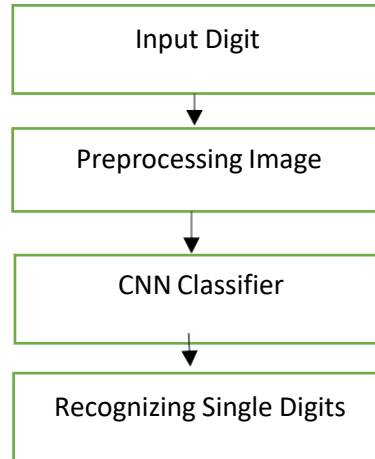 Input Digit
Preprocessing Image
CNN Classifier
Recognizing Single Digits